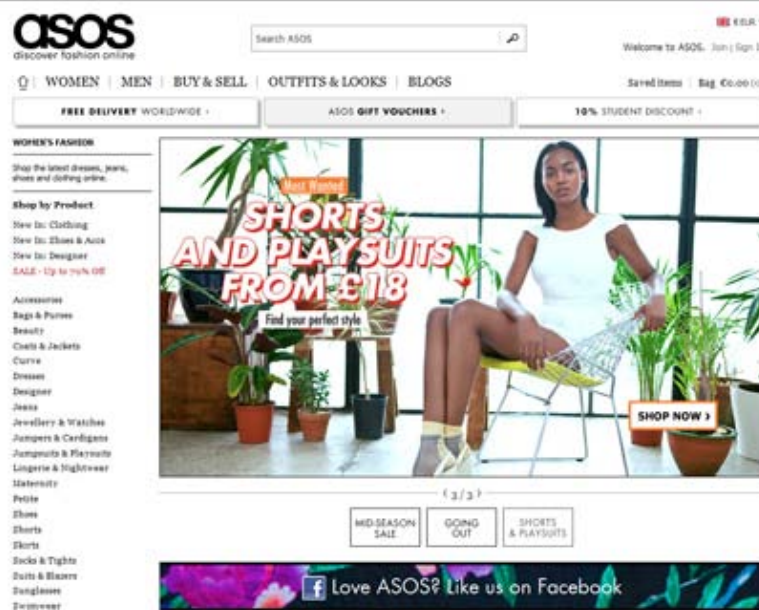 asos
discover fashion online
Search ASOS
€ EUR
Welcome to ASOS. Join | Sign
WOMEN | MEN | BUY & SELL | OUTFITS & LOOKS | BLOGS
Saved Items | Bag €0.00
FREE DELIVERY WORLDWIDE ›
ASOS GIFT VOUCHERS ›
10% STUDENT DISCOUNT ›
WOMEN'S FASHION
Shop the latest dresses, jeans,
shoes and clothing online.
Shop by Product
New In: Clothing
New In: Shoes & Accs
New In: Designer
SALE - Up to 70% Off
Accessories
Bags & Purses
Beauty
Coats & Jackets
Curve
Dresses
Designer
Jeans
Jewellery & Watches
Jumpers & Cardigans
Jumpsuits & Playsuits
Lingerie & Nightwear
Maternity
Petite
Shoes
Shorts
Skirts
Socks & Tights
Suits & Blazers
Sunglasses
Swimwear
Most Wanted
SHORTS
AND PLAYSUITS
FROM £18
Find your perfect style
SHOP NOW ›
( 3/3 )
MID-SEASON
SALE
GOING
OUT
SHORTS
& PLAYSUITS
f Love ASOS? Like us on Facebook